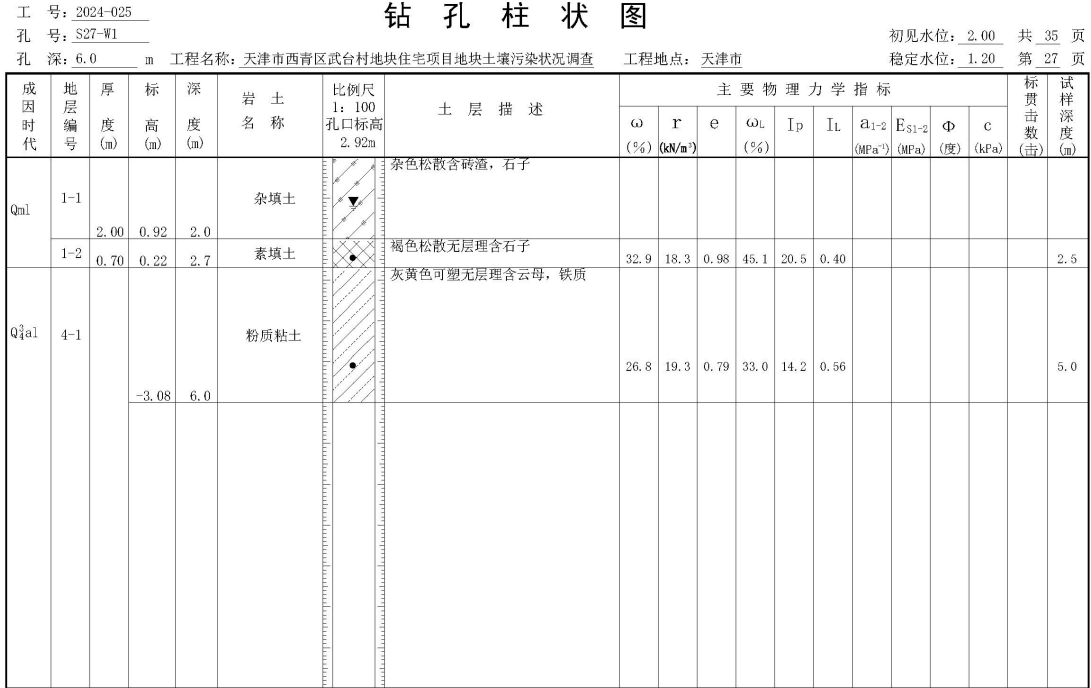 钻孔柱状图
工 号: 2024-025
孔 号: S27-W1 初见水位: 2.00 共 35 页
孔 深: 6.0 m 工程名称: 天津市西青区武台村地块住宅项目地块土壤污染状况调查 工程地点: 天津市 稳定水位: 1.20 第 27 页
成因时代 地层编号 厚度(m) 标高(m) 深度(m) 岩土名称 比例尺 1: 100 孔口标高 2.92m 土层描述 主要物理力学指标 标贯击数(击) 试样深度(m)
ω(%) r(kN/m³) e ωL(%) Ip IL a1-2(MPa⁻¹) ES1-2(MPa) Φ(度) c(kPa)
杂色松散含砖渣，石子
Qml 1-1 杂填土
2.00 0.92 2.0
褐色松散无层理含石子
1-2 0.70 0.22 2.7 素填土 32.9 18.3 0.98 45.1 20.5 0.40 2.5
灰黄色可塑无层理含云母，铁质
Q₄³al 4-1 粉质粘土
26.8 19.3 0.79 33.0 14.2 0.56 5.0
-3.08 6.0